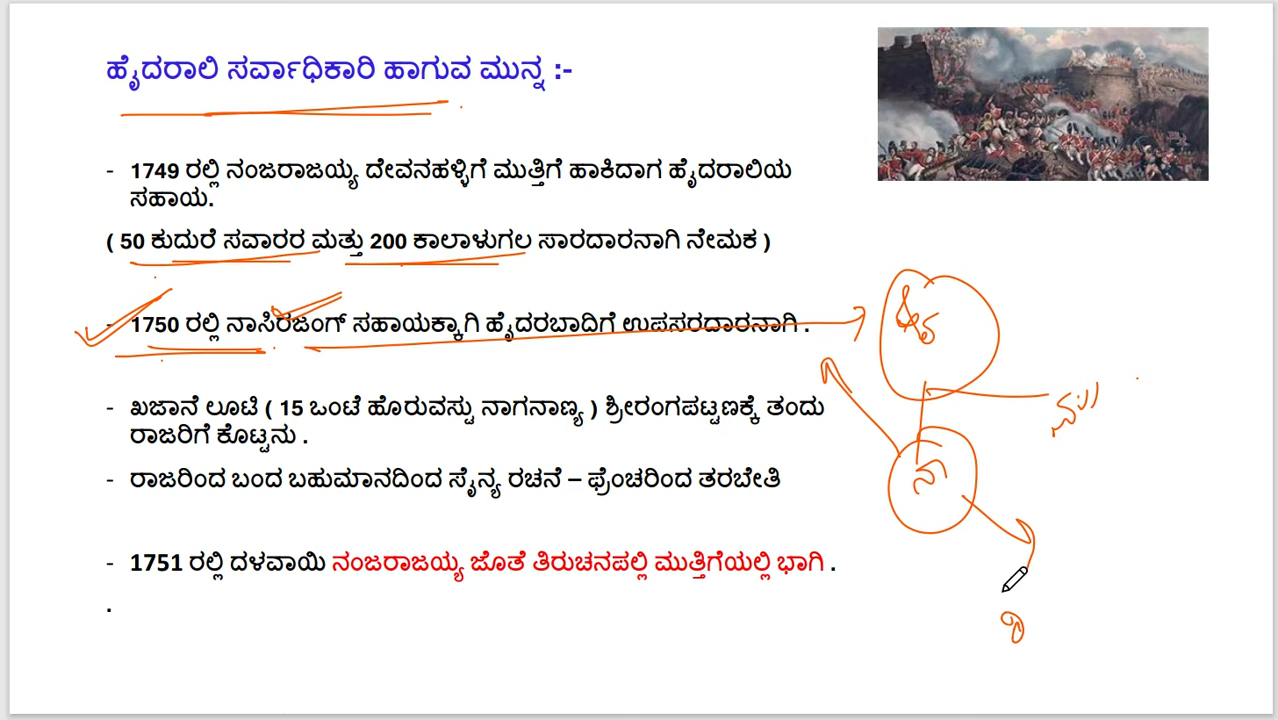 ಹೈದರಾಲಿ ಸರ್ವಾಧಿಕಾರಿ ಹಾಗುವ ಮುನ್ನ :-
- 1749 ರಲ್ಲಿ ನಂಜರಾಜಯ್ಯ ದೇವನಹಳ್ಳಿಗೆ ಮುತ್ತಿಗೆ ಹಾಕಿದಾಗ ಹೈದರಾಲಿಯ
ಸಹಾಯ.
( 50 ಕುದುರೆ ಸವಾರರ ಮತ್ತು 200 ಕಾಲಾಳುಗಲ ಸಾರದಾರನಾಗಿ ನೇಮಕ )
- 1750 ರಲ್ಲಿ ನಾಸಿರಜಂಗ್ ಸಹಾಯಕ್ಕಾಗಿ ಹೈದರಬಾದಿಗೆ ಉಪಸರದಾರನಾಗಿ .
- ಖಜಾನೆ ಲೂಟಿ ( 15 ಒಂಟೆ ಹೊರುವಸ್ಟು ನಾಗನಾಣ್ಯ ) ಶ್ರೀರಂಗಪಟ್ಟಣಕ್ಕೆ ತಂದು
ರಾಜರಿಗೆ ಕೊಟ್ಟನು .
- ರಾಜರಿಂದ ಬಂದ ಬಹುಮಾನದಿಂದ ಸೈನ್ಯ ರಚನೆ – ಫ್ರೆಂಚರಿಂದ ತರಬೇತಿ
ನಾ
- 1751 ರಲ್ಲಿ ದಳವಾಯಿ ನಂಜರಾಜಯ್ಯ ಜೊತೆ ತಿರುಚನಪಲ್ಲಿ ಮುತ್ತಿಗೆಯಲ್ಲಿ ಭಾಗಿ .
.